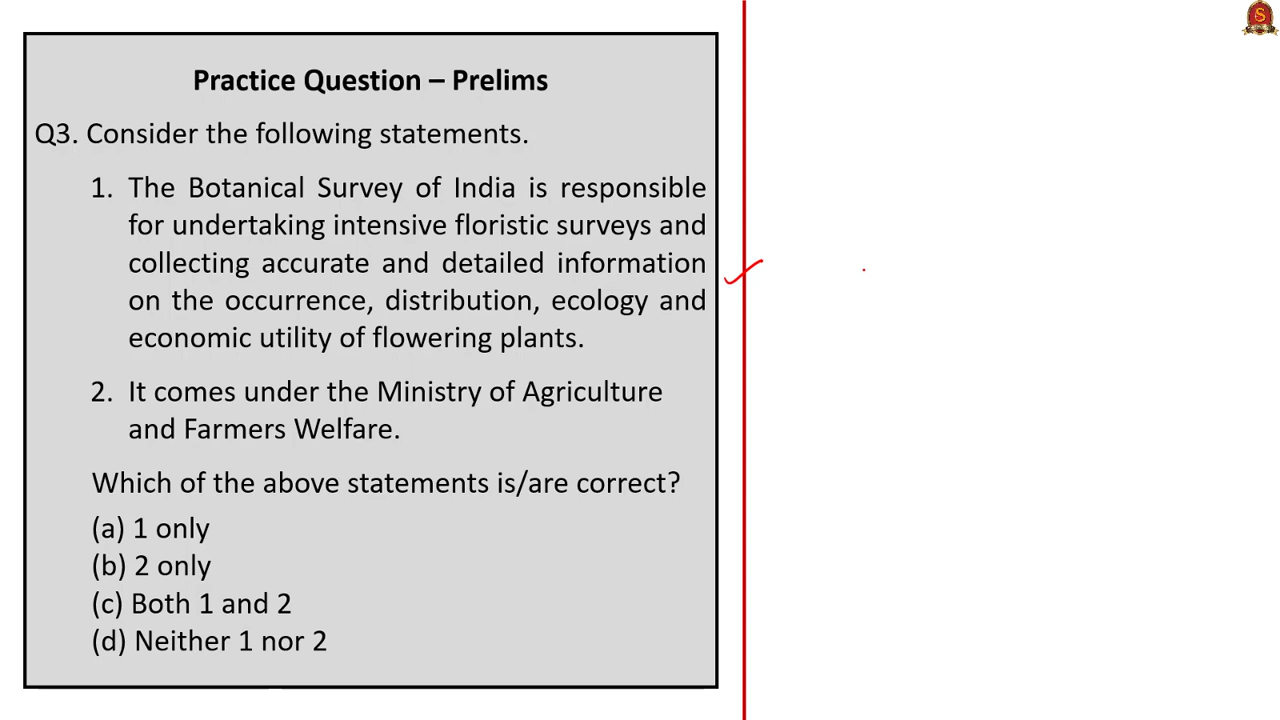 Practice Question – Prelims
Q3. Consider the following statements.
1. The Botanical Survey of India is responsible
for undertaking intensive floristic surveys and
collecting accurate and detailed information
on the occurrence, distribution, ecology and
economic utility of flowering plants.
2. It comes under the Ministry of Agriculture
and Farmers Welfare.
Which of the above statements is/are correct?
(a) 1 only
(b) 2 only
(c) Both 1 and 2
(d) Neither 1 nor 2
S